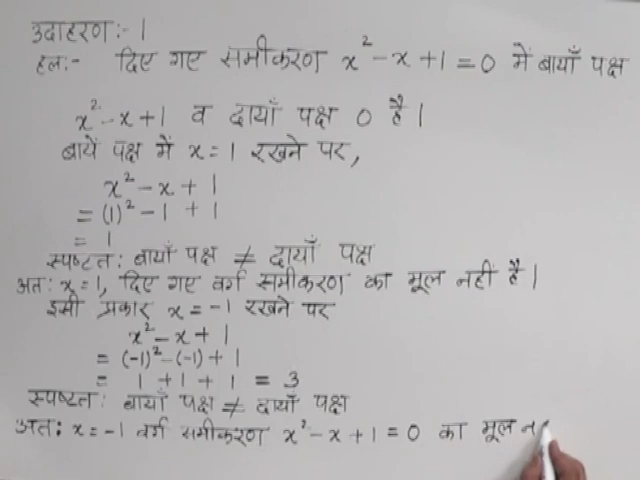 उदाहरण:- 1
हल:- दिए गए समीकरण x² - x + 1 = 0 में बायाँ पक्ष
x² - x + 1 व दायाँ पक्ष 0 है।
बायें पक्ष में x = 1 रखने पर,
x² - x + 1
= (1)² - 1 + 1
= 1
स्पष्टत: बायाँ पक्ष ≠ दायाँ पक्ष
अत: x = 1, दिए गए वर्ग समीकरण का मूल नहीं है।
इसी प्रकार x = -1 रखने पर
x² - x + 1
= (-1)² - (-1) + 1
= 1 + 1 + 1 = 3
स्पष्टत: बायाँ पक्ष ≠ दायाँ पक्ष
अत: x = -1 वर्ग समीकरण x² - x + 1 = 0 का मूल न